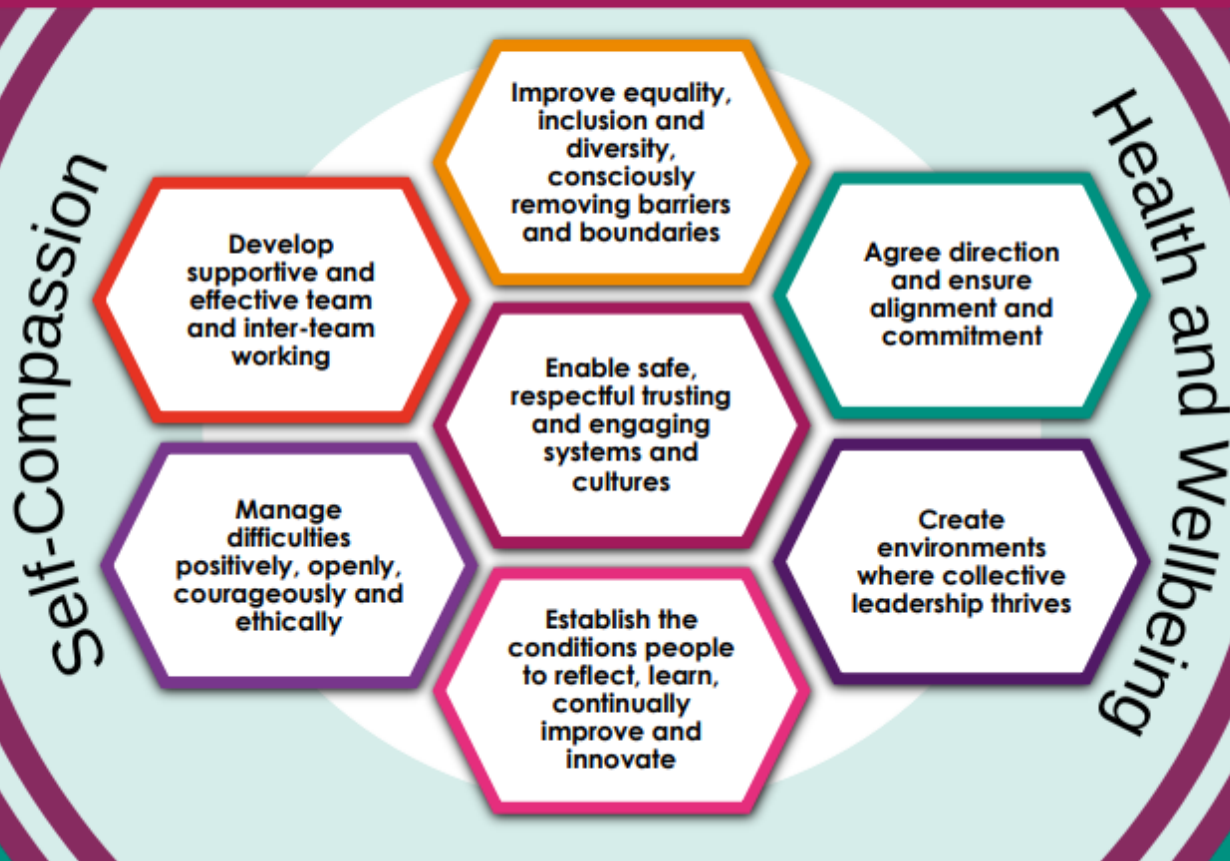 Self-Compassion
Improve equality,
inclusion and
diversity,
consciously
removing barriers
and boundaries
Develop
supportive and
effective team
and inter-team
working
Agree direction
and ensure
alignment and
commitment
Enable safe,
respectful trusting
and engaging
systems and
cultures
Manage
difficulties
positively, openly,
courageously and
ethically
Create
environments
where collective
leadership thrives
Establish the
conditions people
to reflect, learn,
continually
improve and
innovate
Health and Wellbeing